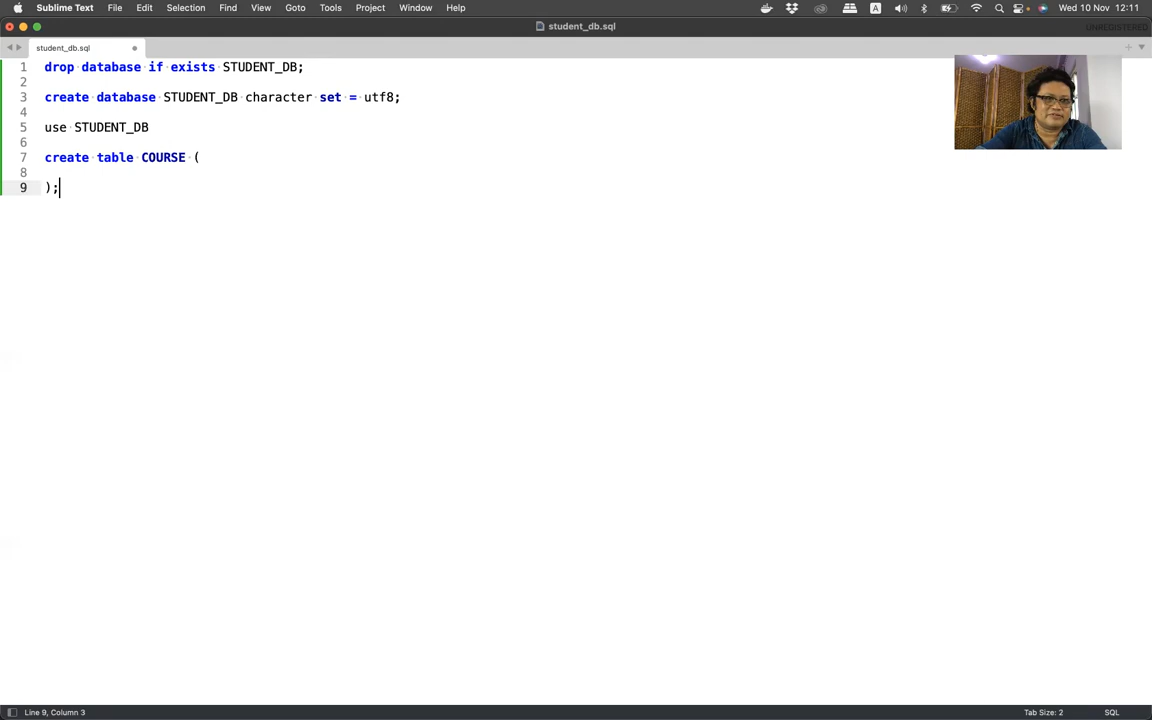 Sublime Text File Edit Selection Find View Goto Tools Project Window Help A Wed 10 Nov 12:11
student_db.sql
UNREGISTERED
student_db.sql
1 drop database if exists STUDENT_DB;
2
3 create database STUDENT_DB character set = utf8;
4
5 use STUDENT_DB
6
7 create table COURSE (
8
9 );
Line 9, Column 3 Tab Size: 2 SQL